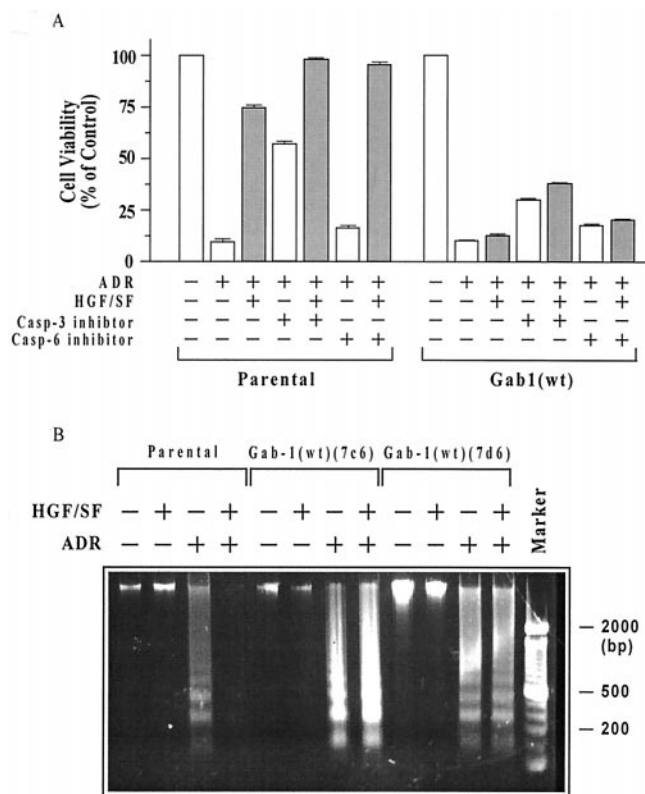 A
Cell Viability
(% of Control)
100
75
50
25
0
ADR − + + + + + + − + + + + + +
HGF/SF − − + − + − + − − + − + − +
Casp-3 inhibtor − − − + + − − − − − + + − −
Casp-6 inhibitor − − − − − + + − − − − − + +
Parental Gab1(wt)
B
Parental Gab-1(wt)(7c6) Gab-1(wt)(7d6)
HGF/SF − + − + − + − + − + − +
ADR − − + + − − + + − − + +
Marker
— 2000
(bp)
— 500
— 200